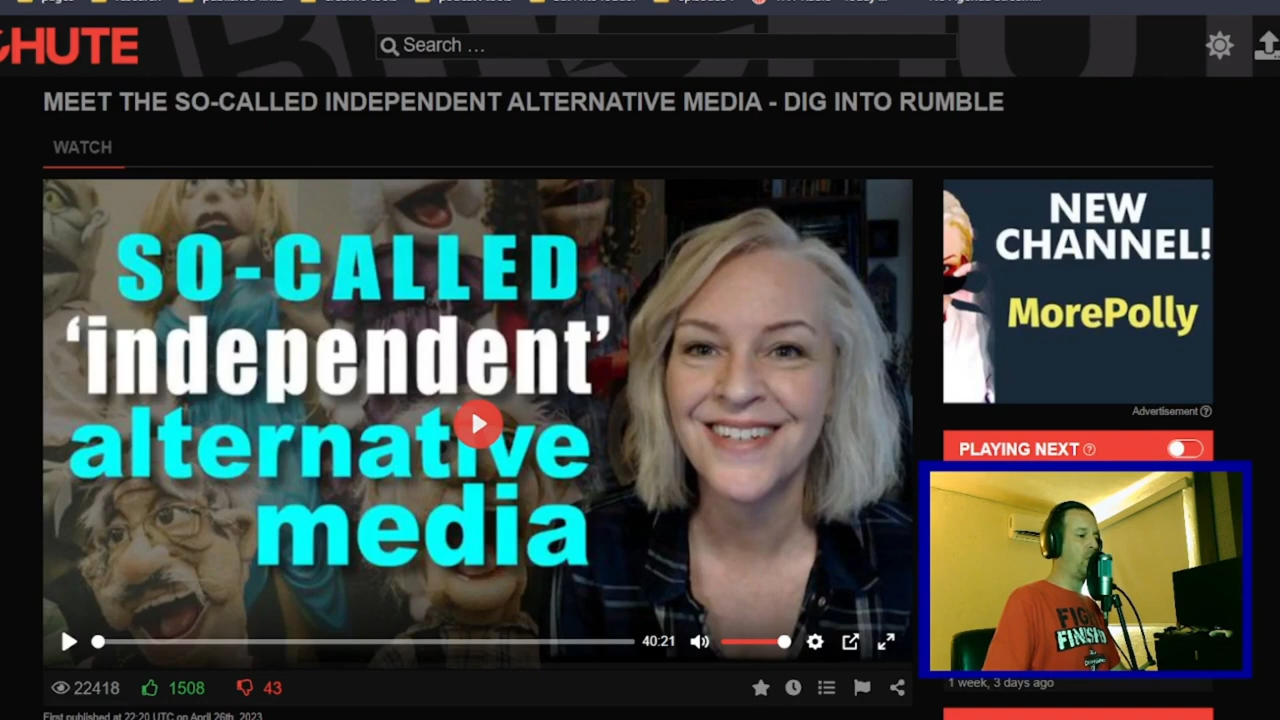 HUTE
Search ...
MEET THE SO-CALLED INDEPENDENT ALTERNATIVE MEDIA - DIG INTO RUMBLE
WATCH
SO-CALLED
'independent'
alternative
media
NEW
CHANNEL!
MorePolly
Advertisement
PLAYING NEXT
40:21
22418 1508 43
FINISH
1 week, 3 days ago
First published at 22:20 UTC on April 26th, 2023